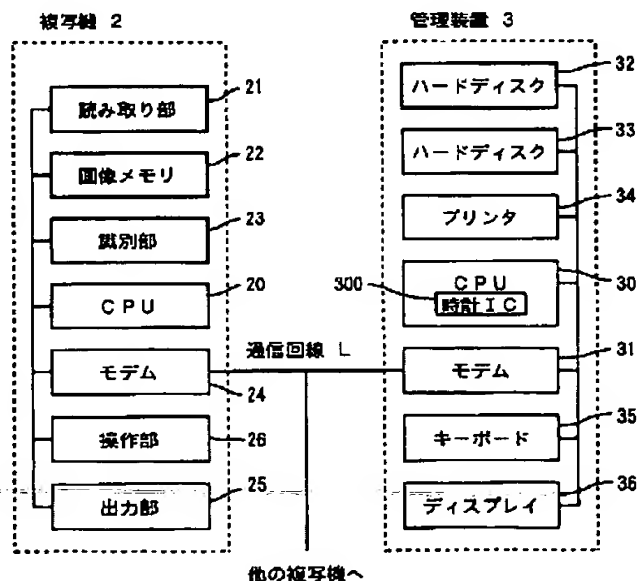 複写機 2
読み取り部
21
画像メモリ
22
識別部
23
CPU
20
モデム
24
操作部
26
出力部
25
通信回線 L
他の複写機へ
管理装置 3
ハードディスク
32
ハードディスク
33
プリンタ
34
CPU
30
300
時計IC
モデム
31
キーボード
35
ディスプレイ
36